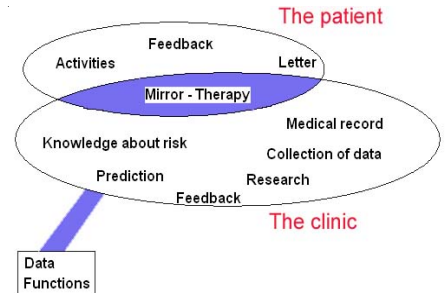 The patient
Feedback
Activities
Letter
Mirror - Therapy
Medical record
Knowledge about risk
Collection of data
Prediction
Research
Feedback
The clinic
Data
Functions